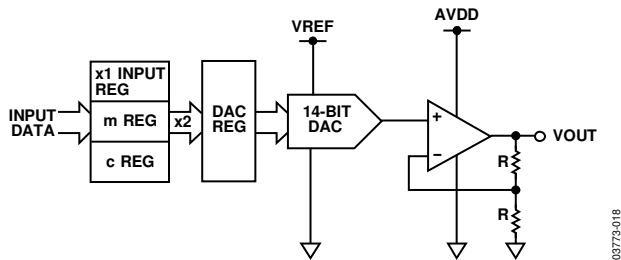 VREF
AVDD
x1 INPUT
REG
INPUT
DATA
m REG
x2
c REG
DAC
REG
14-BIT
DAC
+
–
VOUT
R
R
03773-018